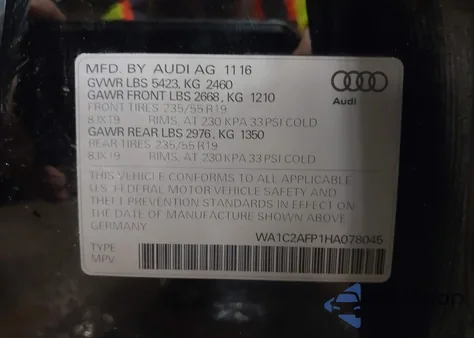 MFD. BY AUDI AG 11 16
GVWR LBS 5423, KG 2460
GAWR FRONT LBS 2668, KG 1210
FRONT TIRES 235/55 R19
8JX19 RIMS, AT 230 KPA 33 PSI COLD
GAWR REAR LBS 2976, KG 1350
REAR TIRES 235/55 R19
8JX19 RIMS, AT 230 KPA 33 PSI COLD
Audi
THIS VEHICLE CONFORMS TO ALL APPLICABLE
U.S. FEDERAL MOTOR VEHICLE SAFETY AND
THEFT PREVENTION STANDARDS IN EFFECT ON
THE DATE OF MANUFACTURE SHOWN ABOVE
GERMANY WA1C2AFP1HA078045
TYPE
MPV